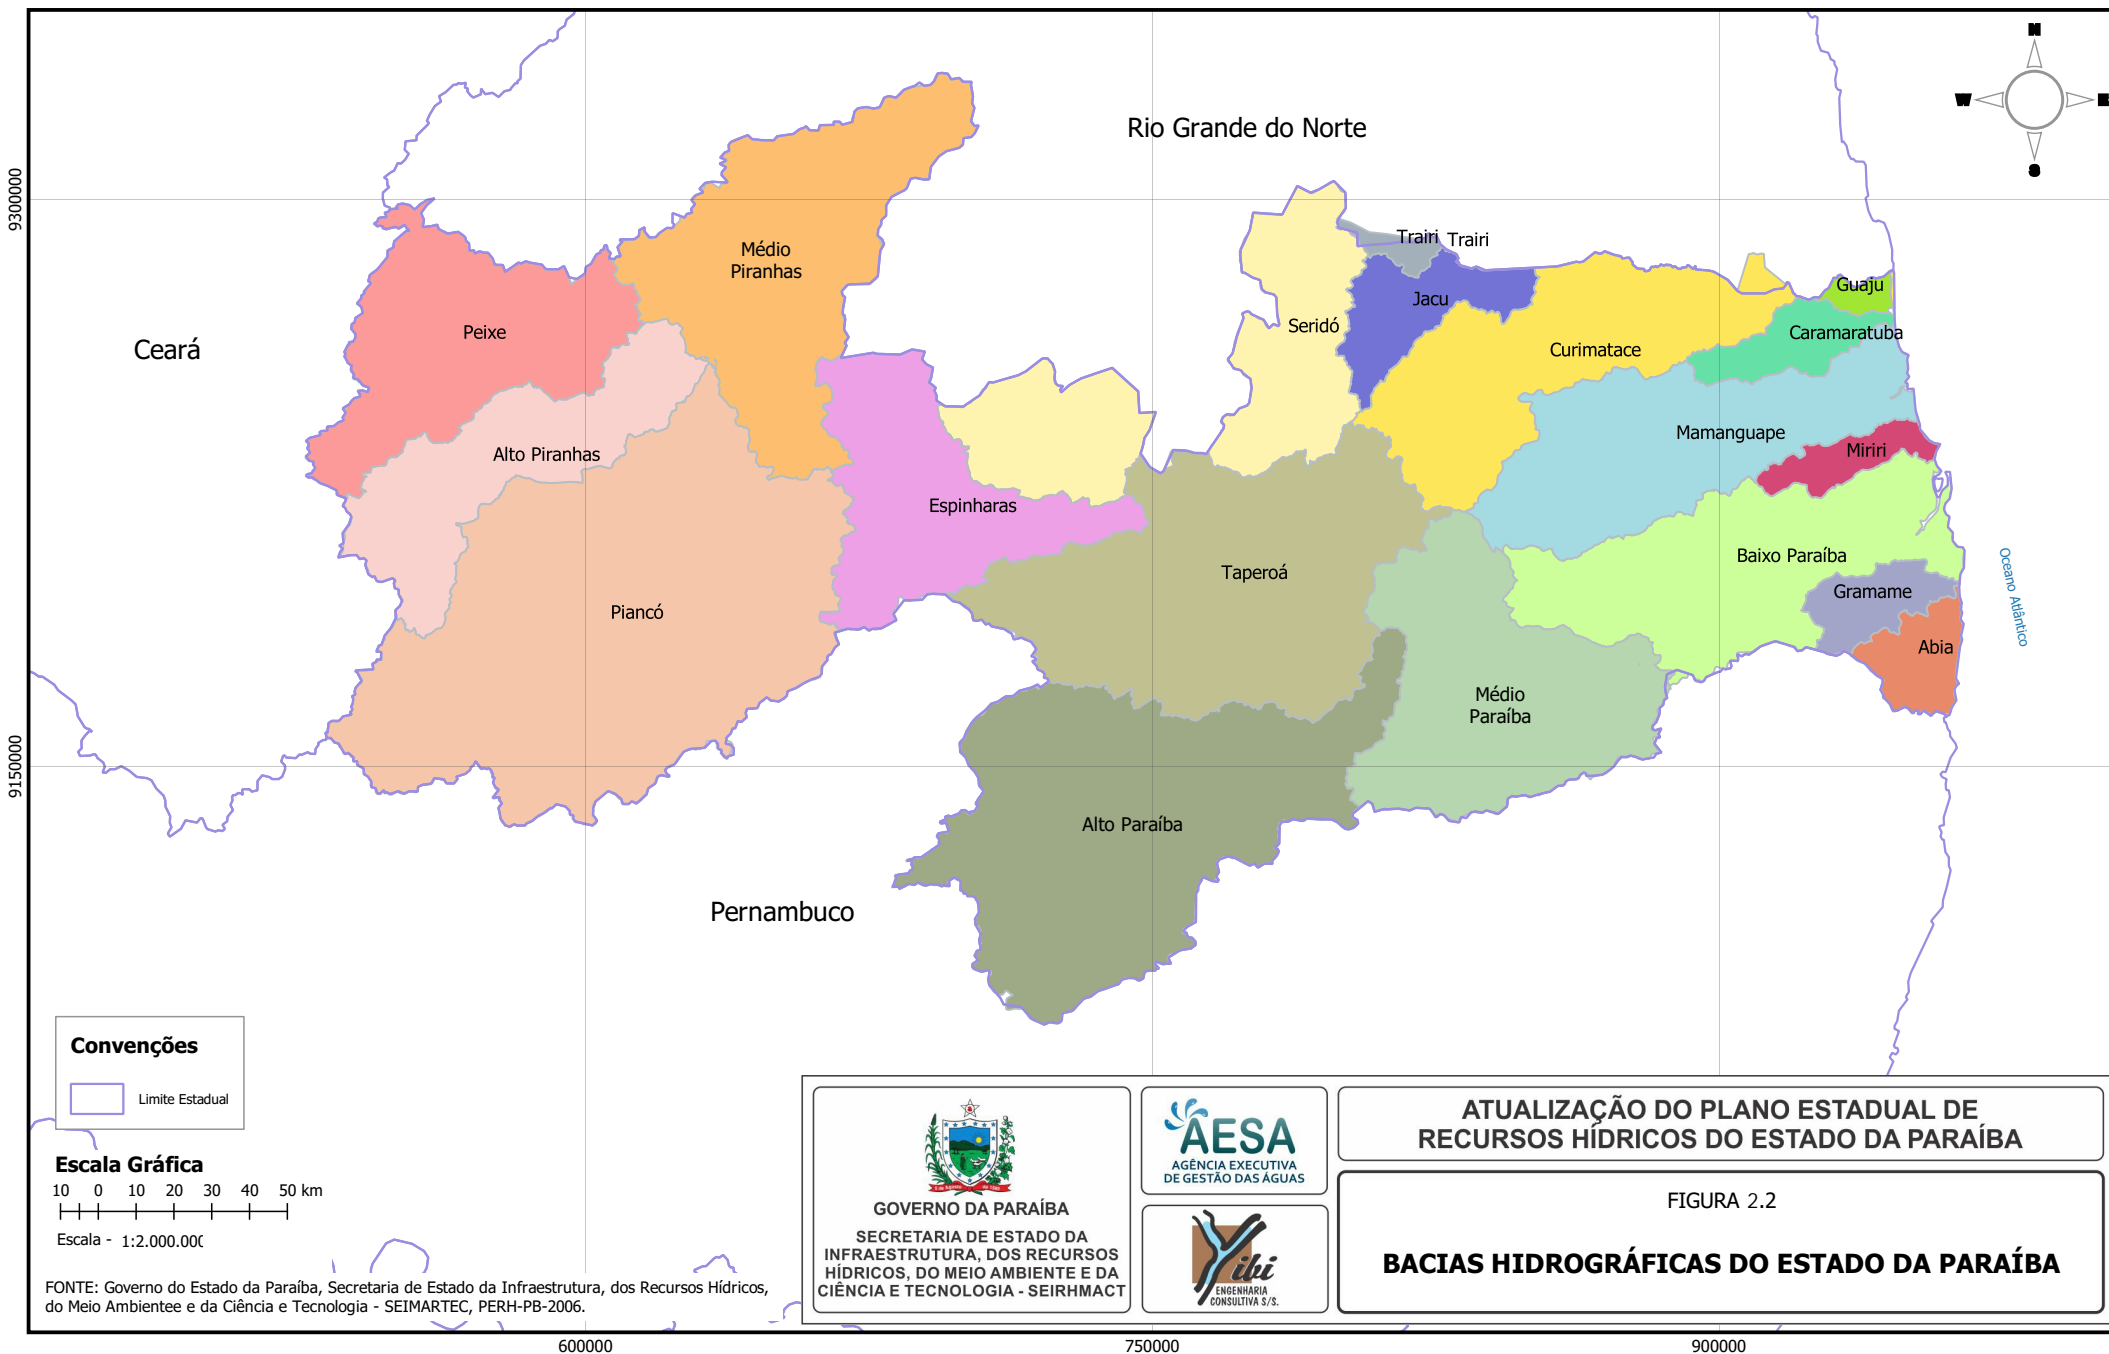 N
W
S
Rio Grande do Norte
Ceará
Pernambuco
Oceano Atlântico
9300000
9150000
Médio
Piranhas
Peixe
Alto Piranhas
Piancó
Espinharas
Seridó
Trairi
Trairi
Jacu
Curimatace
Guaju
Caramaratuba
Mamanguape
Miriri
Baixo Paraíba
Gramame
Abia
Taperoá
Médio
Paraíba
Alto Paraíba
Convenções
Limite Estadual
Escala Gráfica
10 0 10 20 30 40 50 km
Escala - 1:2.000.000
FONTE: Governo do Estado da Paraíba, Secretaria de Estado da Infraestrutura, dos Recursos Hídricos,
do Meio Ambientee e da Ciência e Tecnologia - SEIMARTEC, PERH-PB-2006.
GOVERNO DA PARAÍBA
SECRETARIA DE ESTADO DA
INFRAESTRUTURA, DOS RECURSOS
HÍDRICOS, DO MEIO AMBIENTE E DA
CIÊNCIA E TECNOLOGIA - SEIRHMACT
AESA
AGÊNCIA EXECUTIVA
DE GESTÃO DAS ÁGUAS
Yibi
ENGENHARIA
CONSULTIVA S/S.
ATUALIZAÇÃO DO PLANO ESTADUAL DE
RECURSOS HÍDRICOS DO ESTADO DA PARAÍBA
FIGURA 2.2
BACIAS HIDROGRÁFICAS DO ESTADO DA PARAÍBA
600000
750000
900000